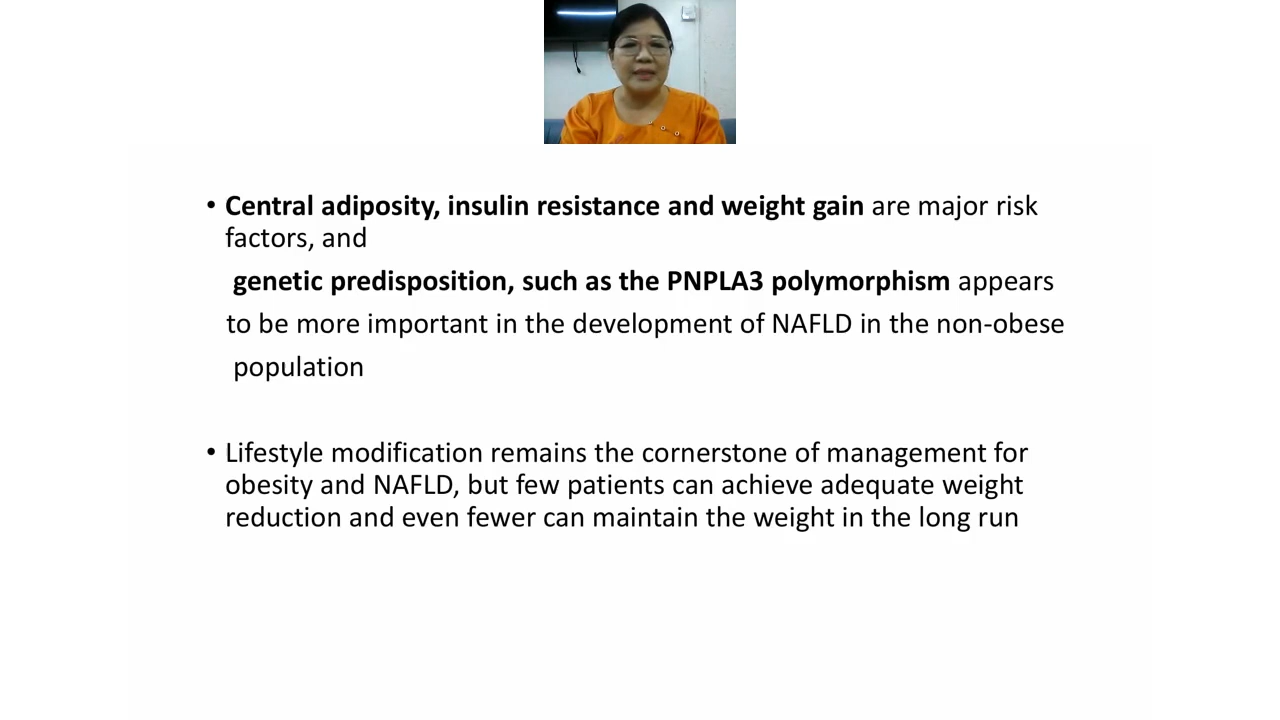 • Central adiposity, insulin resistance and weight gain are major risk
factors, and
genetic predisposition, such as the PNPLA3 polymorphism appears
to be more important in the development of NAFLD in the non-obese
population
• Lifestyle modification remains the cornerstone of management for
obesity and NAFLD, but few patients can achieve adequate weight
reduction and even fewer can maintain the weight in the long run